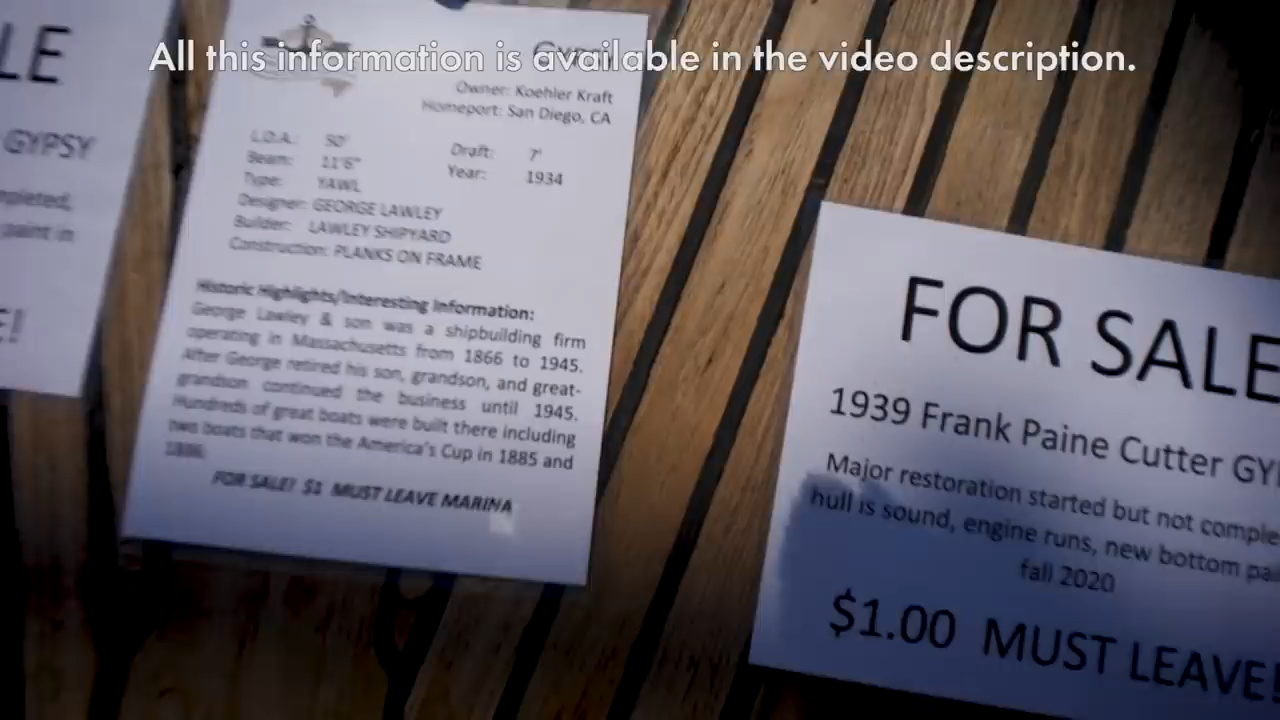 All this information is available in the video description.
LE
GYPSY
mpleted,
paint in
E!
Gypsy
Owner: Koehler Kraft
Homeport: San Diego, CA
L.O.A.: 50'
Draft: 7'
Beam: 11'6"
Year: 1934
Type: YAWL
Designer: GEORGE LAWLEY
Builder: LAWLEY SHIPYARD
Construction: PLANKS ON FRAME
Historic Highlights/Interesting Information:
George Lawley & son was a shipbuilding firm
operating in Massachusetts from 1866 to 1945.
After George retired his son, grandson, and great-
grandson continued the business until 1945.
Hundreds of great boats were built there including
two boats that won the America's Cup in 1885 and
1886.
FOR SALE! $1 MUST LEAVE MARINA
FOR SALE
1939 Frank Paine Cutter GY
Major restoration started but not comple
hull is sound, engine runs, new bottom pa
fall 2020
$1.00 MUST LEAVE!